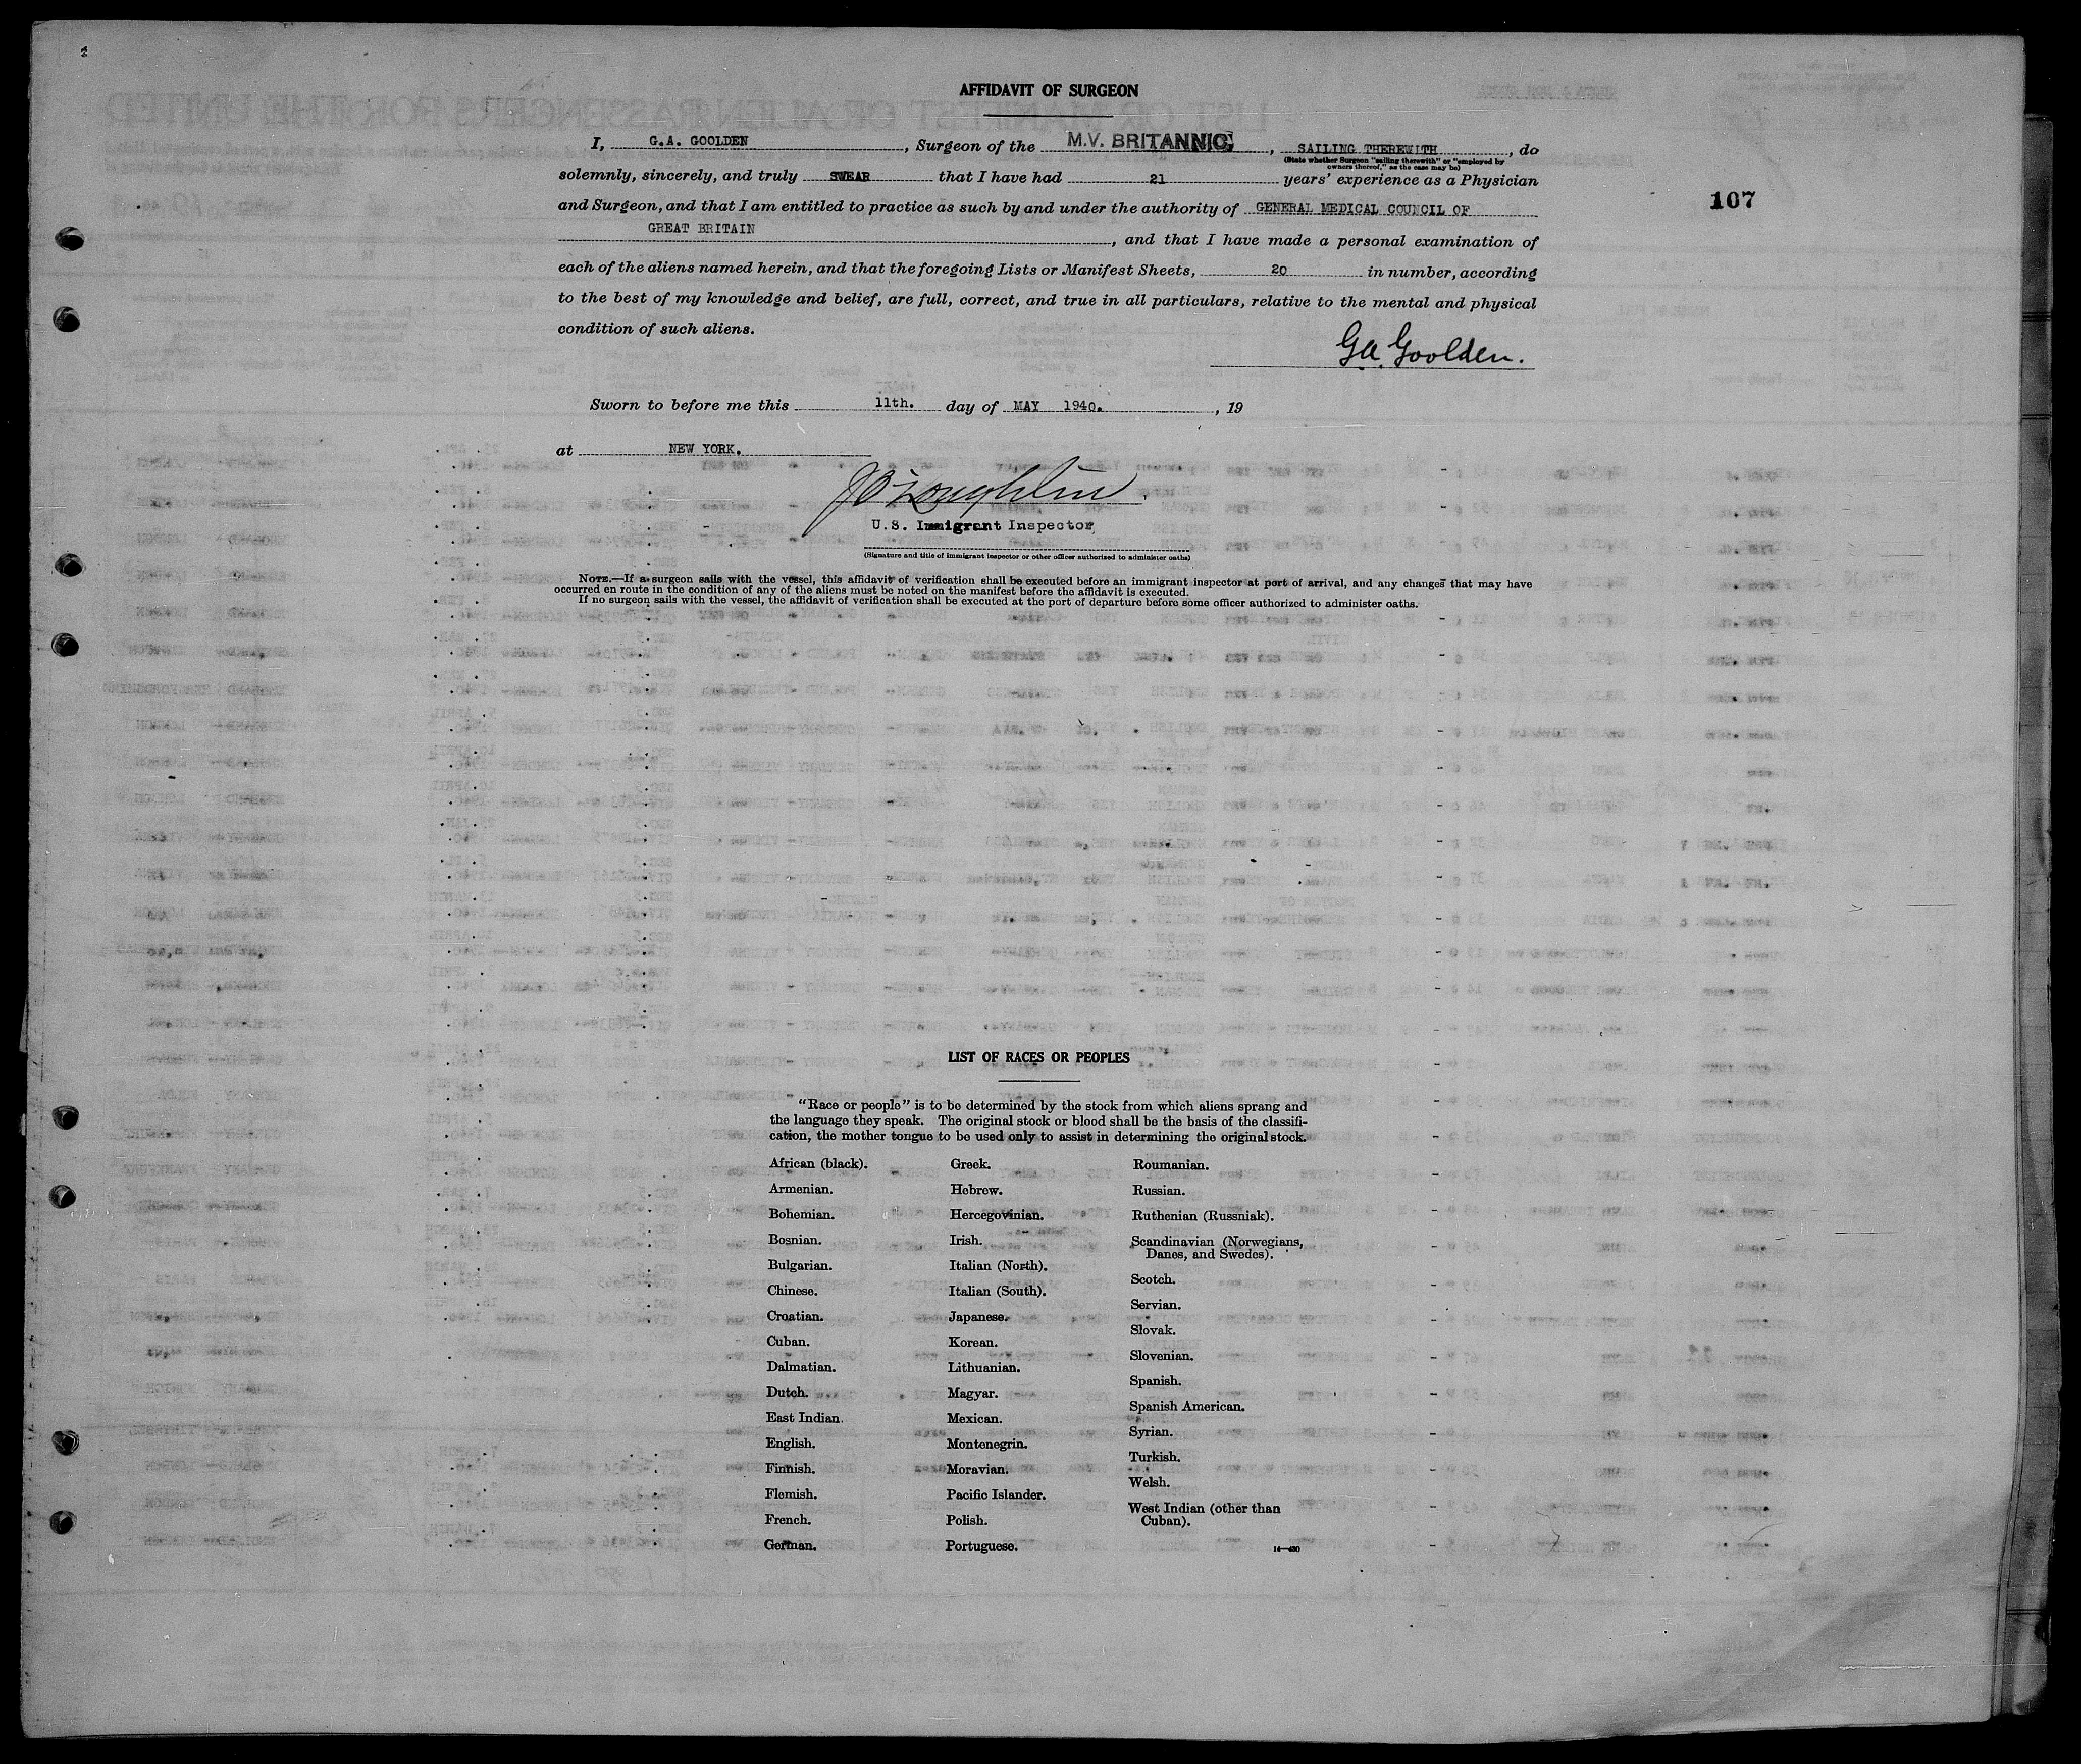 AFFIDAVIT OF SURGEON
I, G.A. GOOLDEN, Surgeon of the M.V. BRITANNIC, SAILING THEREWITH, do
(State whether Surgeon "sailing therewith" or "employed by
owners thereof," as the case may be)
solemnly, sincerely, and truly SWEAR that I have had 21 years' experience as a Physician
107
and Surgeon, and that I am entitled to practice as such by and under the authority of GENERAL MEDICAL COUNCIL OF
GREAT BRITAIN, and that I have made a personal examination of
each of the aliens named herein, and that the foregoing Lists or Manifest Sheets, 20 in number, according
to the best of my knowledge and belief, are full, correct, and true in all particulars, relative to the mental and physical
condition of such aliens.
G A Goolden.
Sworn to before me this 11th. day of MAY 1940., 19
at NEW YORK.
U.S. Immigrant Inspector
(Signature and title of immigrant inspector or other officer authorized to administer oaths)
NOTE.—If a surgeon sails with the vessel, this affidavit of verification shall be executed before an immigrant inspector at port of arrival, and any changes that may have
occurred en route in the condition of any of the aliens must be noted on the manifest before the affidavit is executed.
If no surgeon sails with the vessel, the affidavit of verification shall be executed at the port of departure before some officer authorized to administer oaths.
LIST OF RACES OR PEOPLES
"Race or people" is to be determined by the stock from which aliens sprang and
the language they speak. The original stock or blood shall be the basis of the classifi-
cation, the mother tongue to be used only to assist in determining the original stock.
African (black).
Armenian.
Bohemian.
Bosnian.
Bulgarian.
Chinese.
Croatian.
Cuban.
Dalmatian.
Dutch.
East Indian.
English.
Finnish.
Flemish.
French.
German.
Greek.
Hebrew.
Hercegovinian.
Irish.
Italian (North).
Italian (South).
Japanese.
Korean.
Lithuanian.
Magyar.
Mexican.
Montenegrin.
Moravian.
Pacific Islander.
Polish.
Portuguese.
Roumanian.
Russian.
Ruthenian (Russniak).
Scandinavian (Norwegians,
Danes, and Swedes).
Scotch.
Servian.
Slovak.
Slovenian.
Spanish.
Spanish American.
Syrian.
Turkish.
Welsh.
West Indian (other than
Cuban).